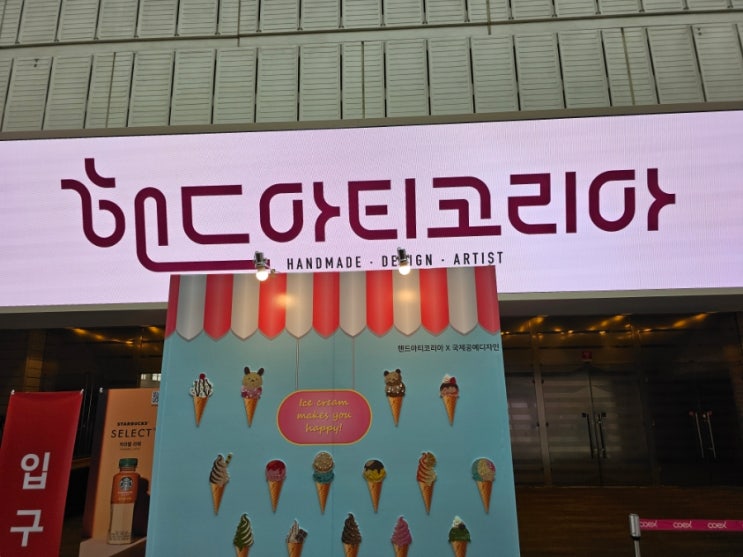 핸드아티코리아
HANDMADE · DESIGN · ARTIST
핸드아티코리아 X 국제공예디자인
Ice cream
makes you
happy!
STARBUCKS
SELECT
입
구
coex
coex